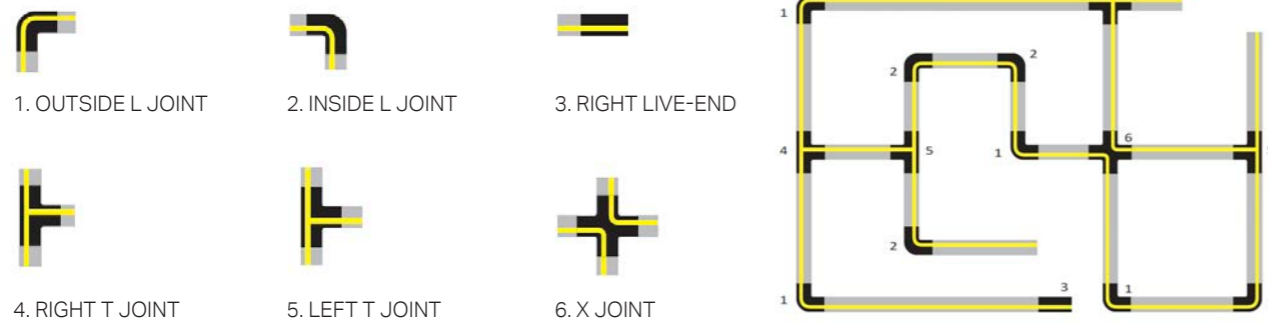 1. OUTSIDE L JOINT
2. INSIDE L JOINT
3. RIGHT LIVE-END
4. RIGHT T JOINT
5. LEFT T JOINT
6. X JOINT
1
2
2
4
5
1
6
2
1
3
1